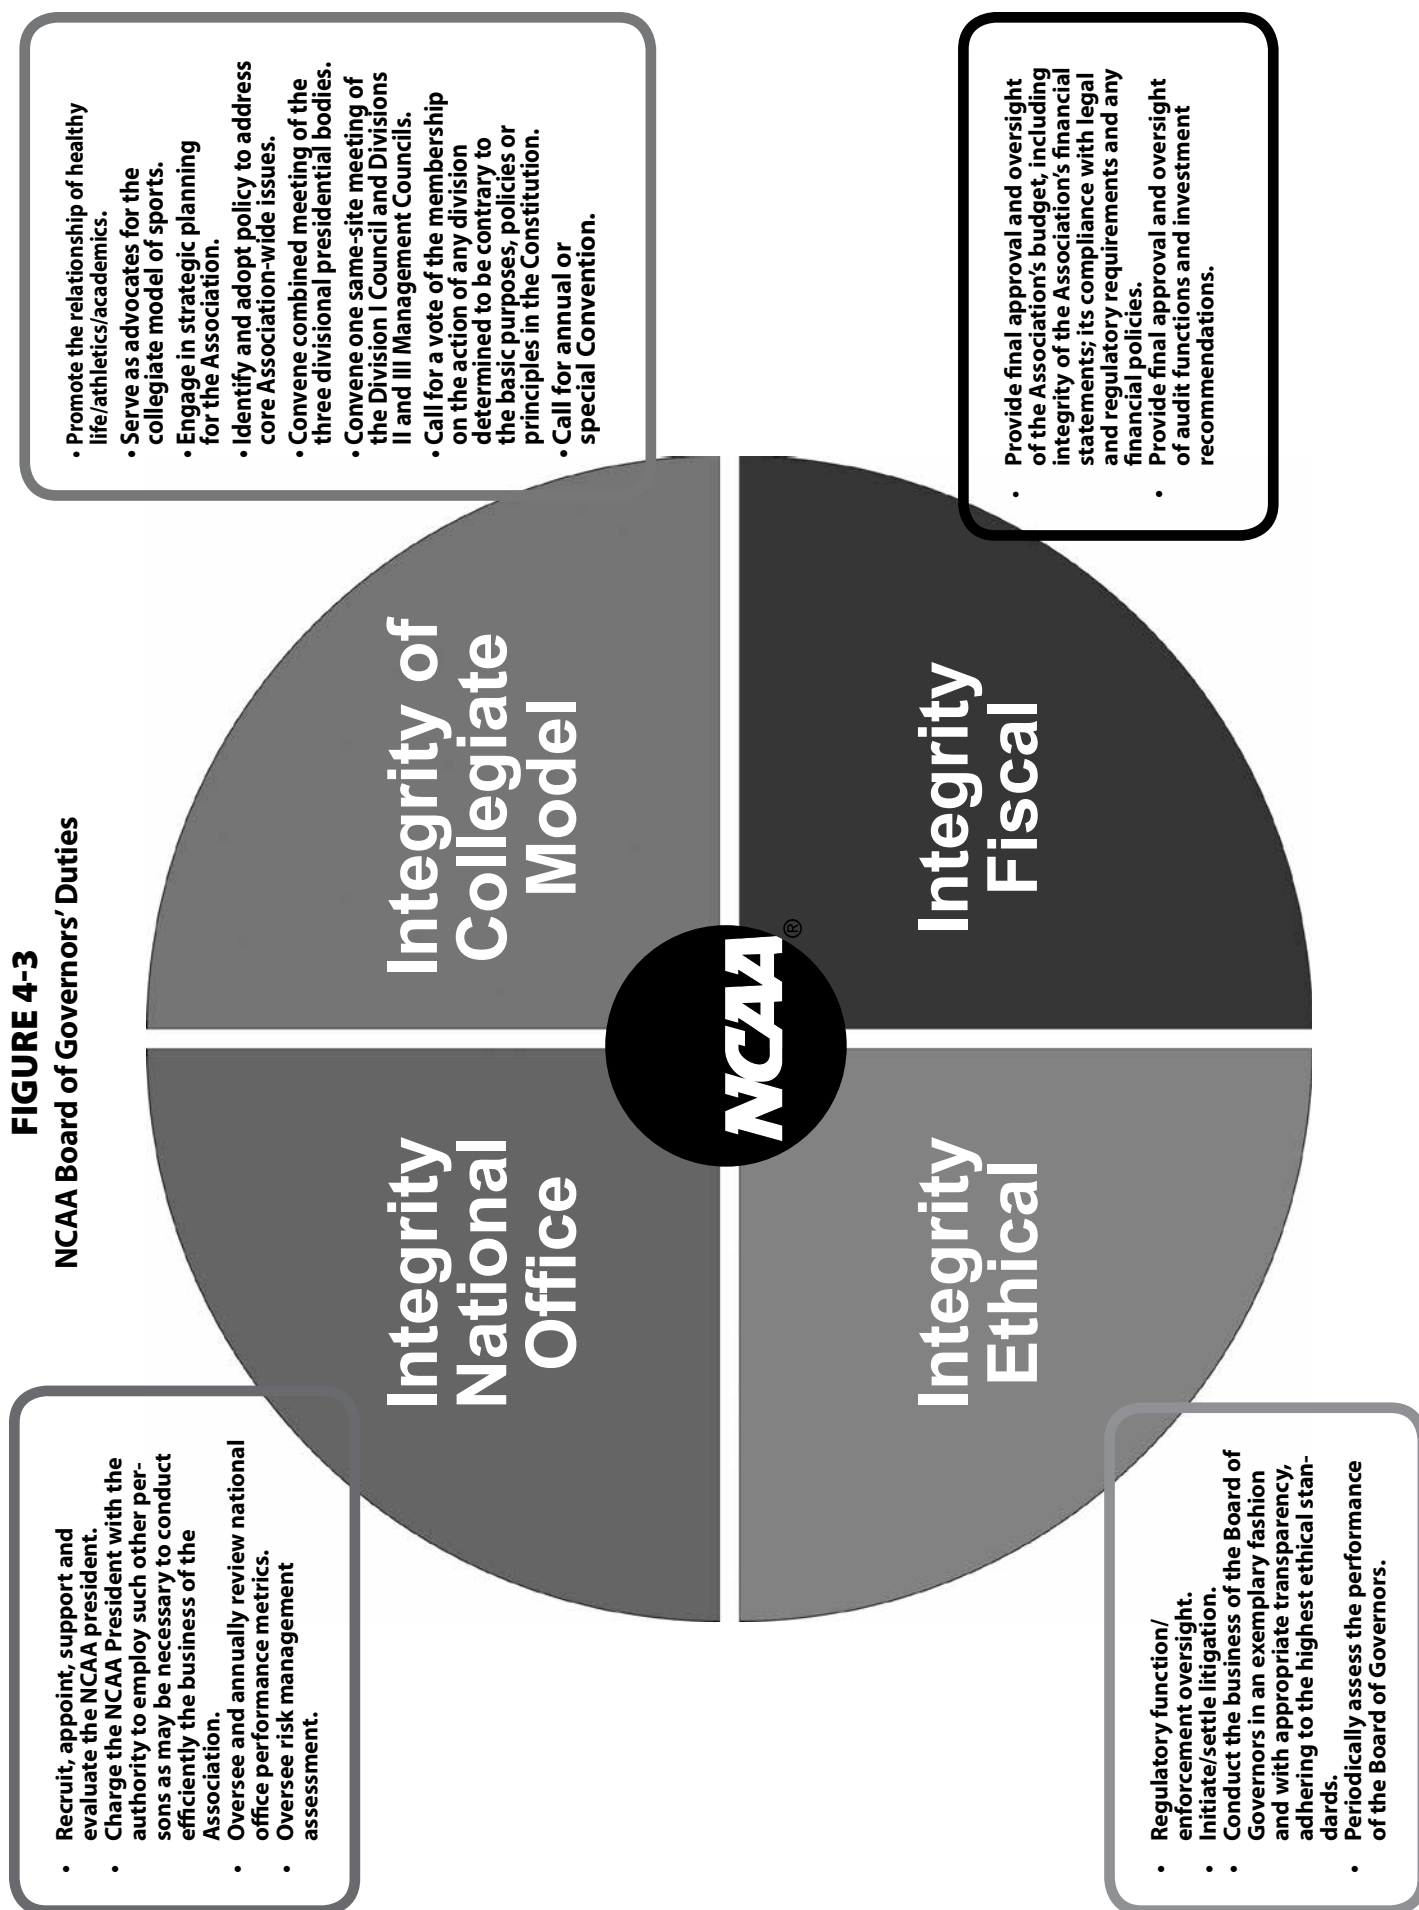 FIGURE 4-3
NCAA Board of Governors' Duties
• Recruit, appoint, support and
evaluate the NCAA president.
• Charge the NCAA President with the
authority to employ such other per-
sons as may be necessary to conduct
efficiently the business of the
Association.
• Oversee and annually review national
office performance metrics.
• Oversee risk management
assessment.
• Promote the relationship of healthy
life/athletics/academics.
• Serve as advocates for the
collegiate model of sports.
• Engage in strategic planning
for the Association.
• Identify and adopt policy to address
core Association-wide issues.
• Convene combined meeting of the
three divisional presidential bodies.
• Convene one same-site meeting of
the Division I Council and Divisions
II and III Management Councils.
• Call for a vote of the membership
on the action of any division
determined to be contrary to
the basic purposes, policies or
principles in the Constitution.
• Call for annual or
special Convention.
Integrity
National
Office
Integrity of
Collegiate
Model
NCAA®
Integrity
Ethical
Integrity
Fiscal
• Regulatory function/
enforcement oversight.
• Initiate/settle litigation.
• Conduct the business of the Board of
Governors in an exemplary fashion
and with appropriate transparency,
adhering to the highest ethical stan-
dards.
• Periodically assess the performance
of the Board of Governors.
• Provide final approval and oversight
of the Association's budget, including
integrity of the Association's financial
statements; its compliance with legal
and regulatory requirements and any
financial policies.
• Provide final approval and oversight
of audit functions and investment
recommendations.